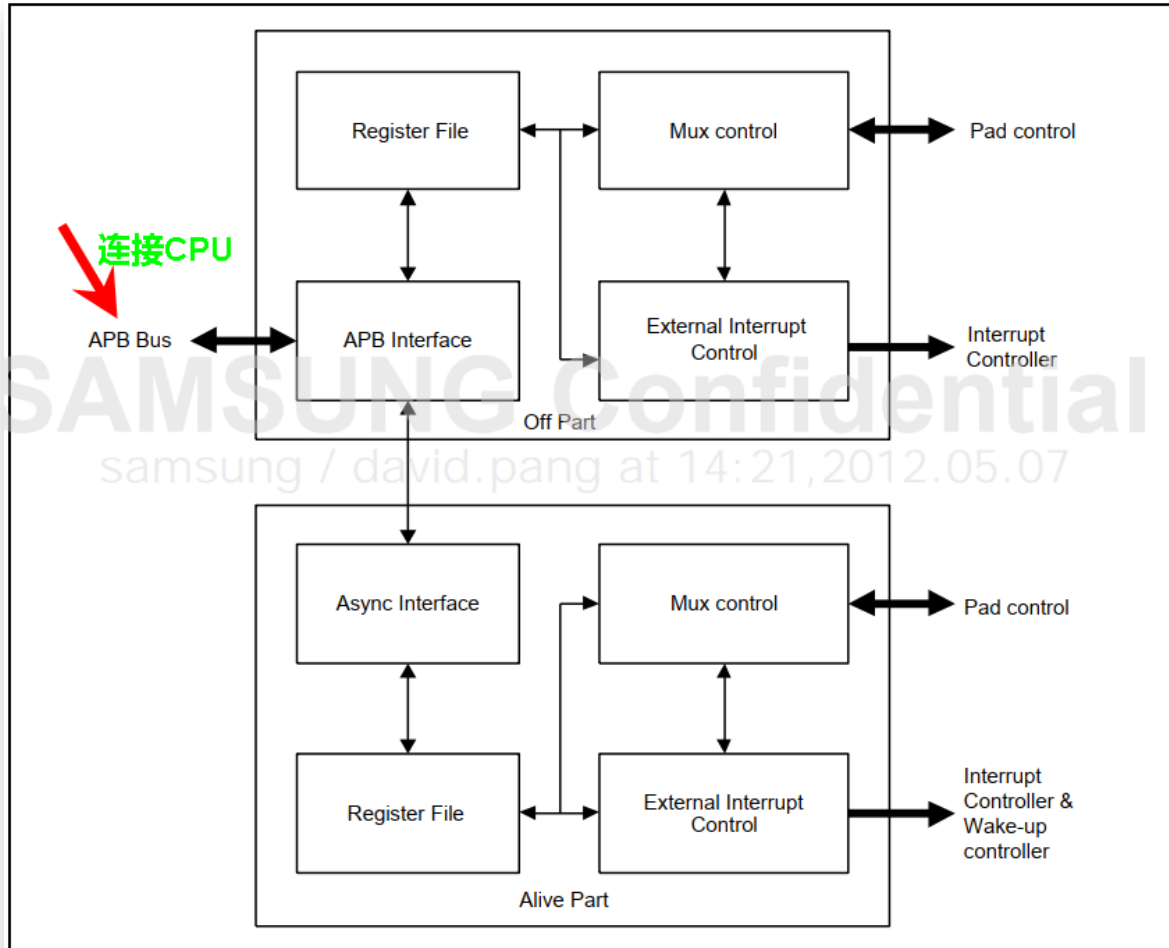 Register File
Mux control
Pad control
连接CPU
APB Bus
APB Interface
External Interrupt
Control
Interrupt
Controller
SAMSUNG Confidential
Off Part
samsung / david.pang at 14:21,2012.05.07
Async Interface
Mux control
Pad control
Register File
External Interrupt
Control
Interrupt
Controller &
Wake-up
controller
Alive Part